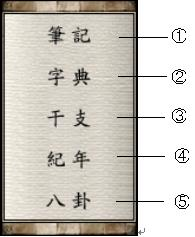 筆記 ①
字典 ②
干支 ③
紀年 ④
八卦 ⑤